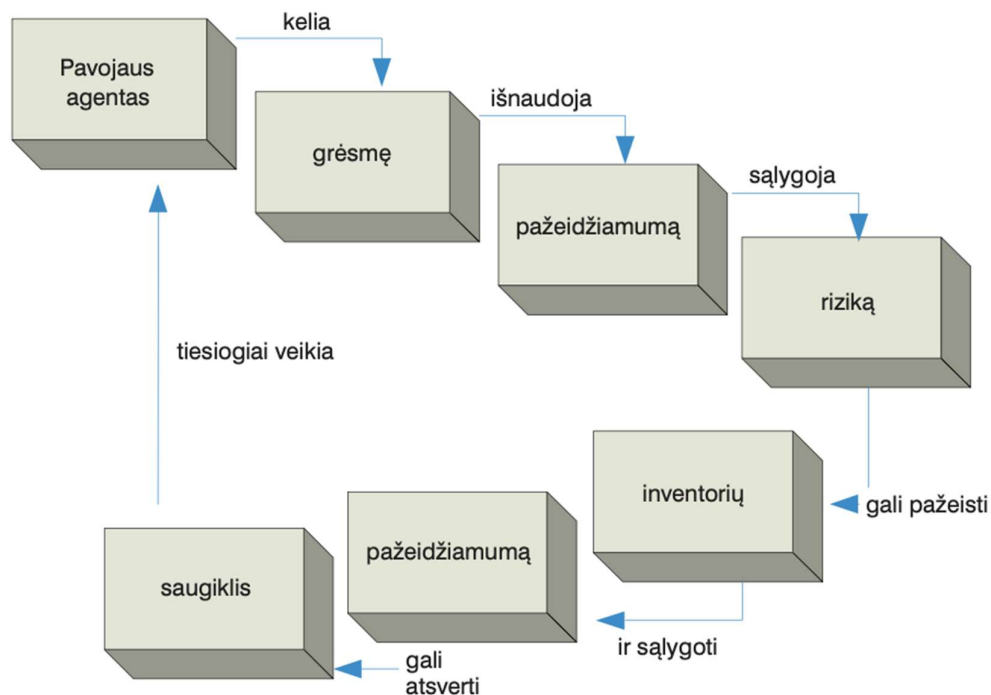 Pavojaus
agentas
kelia
grėsmę
išnaudoja
pažeidžiamumą
sąlygoja
riziką
gali pažeisti
inventorių
ir sąlygoti
pažeidžiamumą
gali
atsverti
saugiklis
tiesiogiai veikia